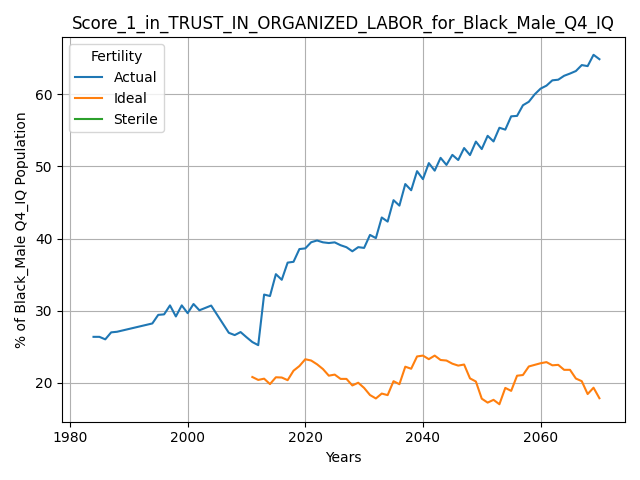 Score_1_in_TRUST_IN_ORGANIZED_LABOR_for_Black_Male_Q4_IQ
Fertility
Actual
Ideal
Sterile
% of Black_Male Q4_IQ Population
60
50
40
30
20
1980
2000
2020
2040
2060
Years